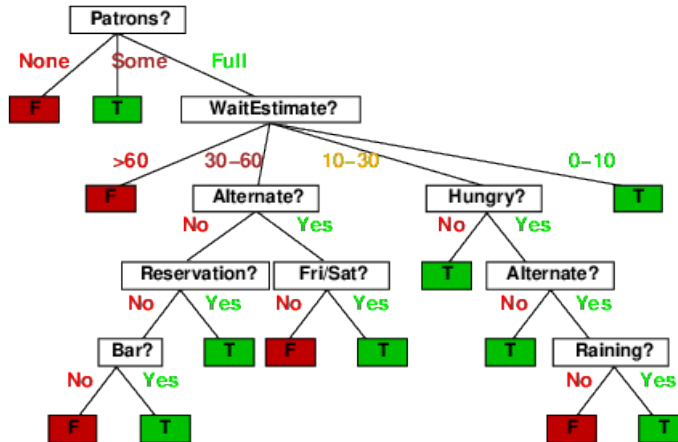 Patrons?
None Some Full
F T WaitEstimate?
>60 30−60 10−30 0−10
F Alternate? Hungry? T
No Yes No Yes
Reservation? Fri/Sat? T Alternate?
No Yes No Yes No Yes
Bar? T F T T Raining?
No Yes No Yes
F T F T